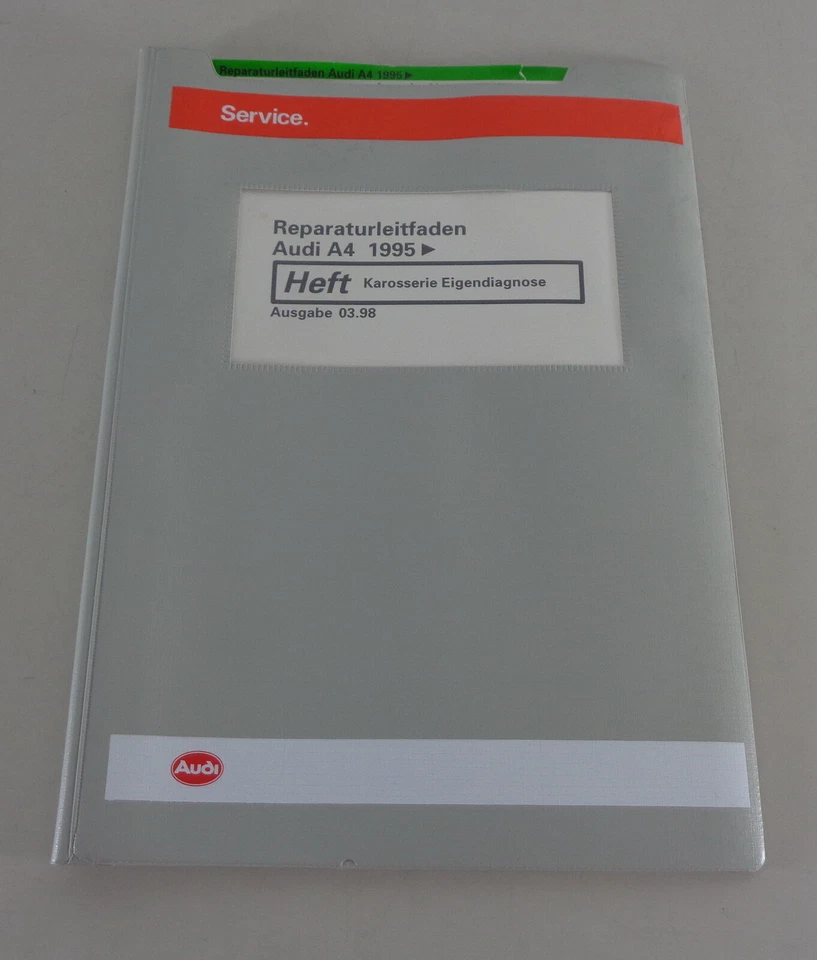 Reparaturleitfaden Audi A4 1995 ►
Service.
Reparaturleitfaden
Audi A4 1995 ►
Heft Karosserie Eigendiagnose
Ausgabe 03.98
Audi